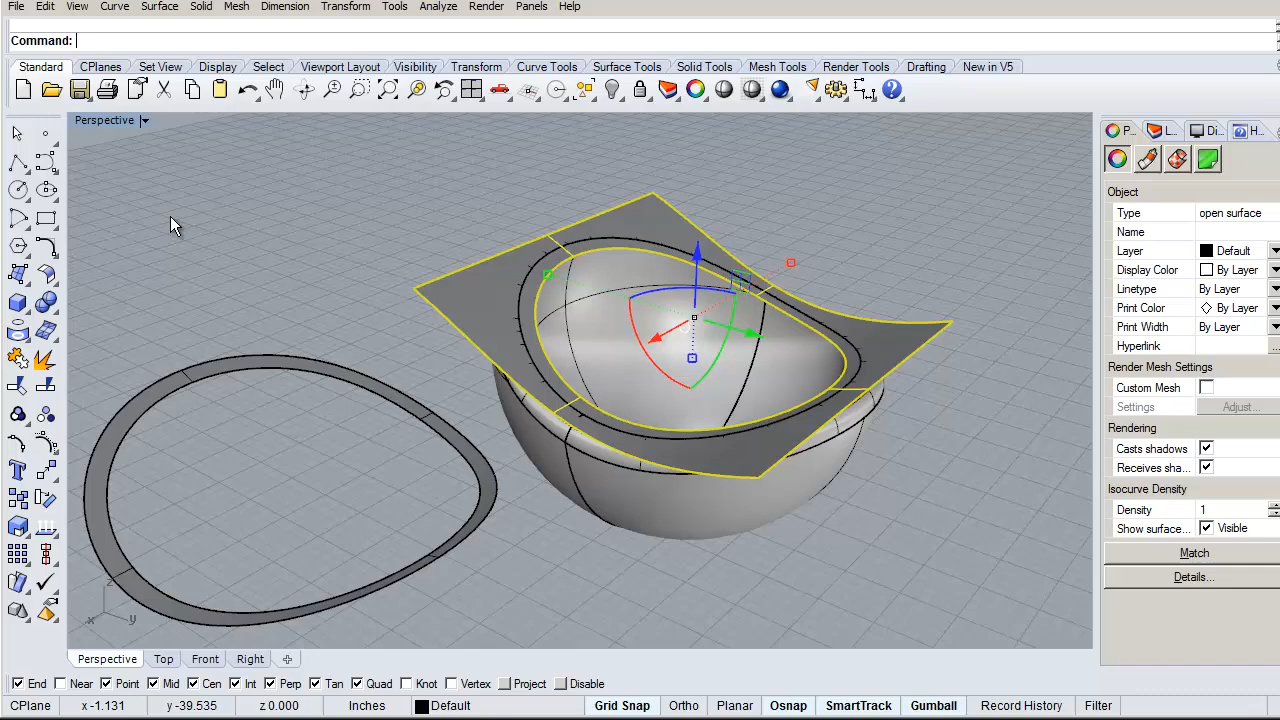 File Edit View Curve Surface Solid Mesh Dimension Transform Tools Analyze Render Panels Help
Command:
Standard CPlanes Set View Display Select Viewport Layout Visibility Transform Curve Tools Surface Tools Solid Tools Mesh Tools Render Tools Drafting New in V5
Perspective
P... L... Di... H...
Object
Type open surface
Name
Layer Default
Display Color By Layer
Linetype By Layer
Print Color By Layer
Print Width By Layer
Hyperlink ...
Render Mesh Settings
Custom Mesh
Settings Adjust...
Rendering
Casts shadows
Receives sha...
Isocurve Density
Density 1
Show surface... Visible
Match
Details...
z
x y
Perspective Top Front Right
End Near Point Mid Cen Int Perp Tan Quad Knot Vertex Project Disable
CPlane x -1.131 y -39.535 z 0.000 Inches Default Grid Snap Ortho Planar Osnap SmartTrack Gumball Record History Filter